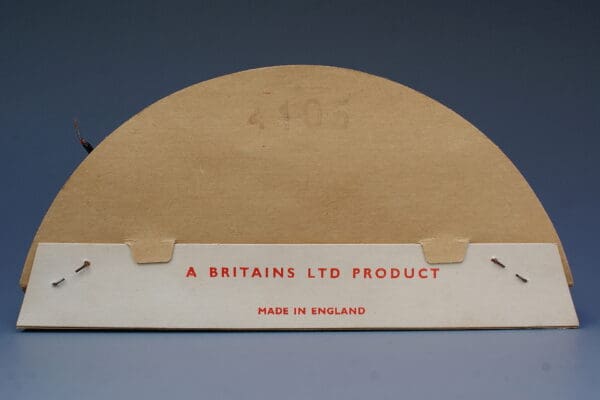 A BRITAINS LTD PRODUCT
MADE IN ENGLAND